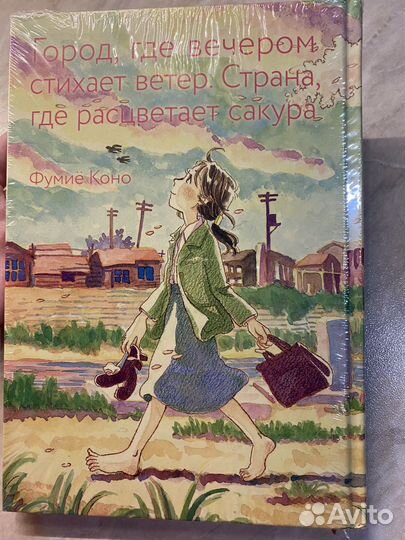 Город, где вечером
стихает ветер. Страна,
где расцветает сакура
Фумиё Коно
Avito